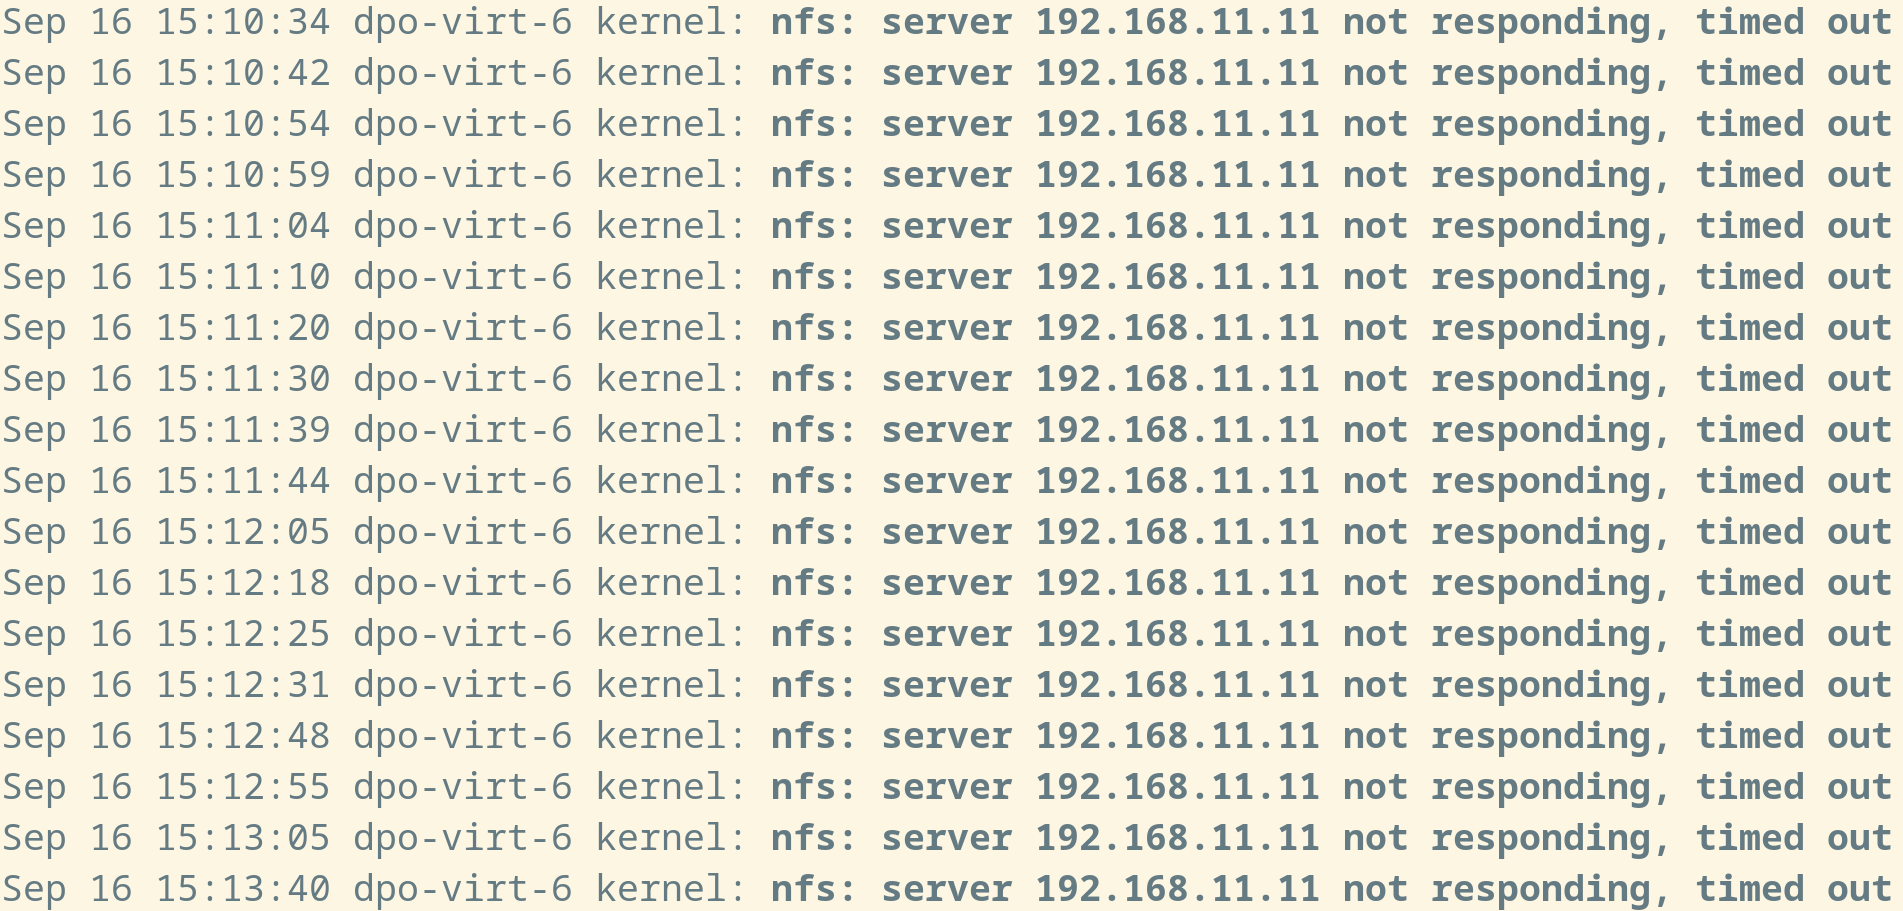 Sep 16 15:10:34 dpo-virt-6 kernel: nfs: server 192.168.11.11 not responding, timed out
Sep 16 15:10:42 dpo-virt-6 kernel: nfs: server 192.168.11.11 not responding, timed out
Sep 16 15:10:54 dpo-virt-6 kernel: nfs: server 192.168.11.11 not responding, timed out
Sep 16 15:10:59 dpo-virt-6 kernel: nfs: server 192.168.11.11 not responding, timed out
Sep 16 15:11:04 dpo-virt-6 kernel: nfs: server 192.168.11.11 not responding, timed out
Sep 16 15:11:10 dpo-virt-6 kernel: nfs: server 192.168.11.11 not responding, timed out
Sep 16 15:11:20 dpo-virt-6 kernel: nfs: server 192.168.11.11 not responding, timed out
Sep 16 15:11:30 dpo-virt-6 kernel: nfs: server 192.168.11.11 not responding, timed out
Sep 16 15:11:39 dpo-virt-6 kernel: nfs: server 192.168.11.11 not responding, timed out
Sep 16 15:11:44 dpo-virt-6 kernel: nfs: server 192.168.11.11 not responding, timed out
Sep 16 15:12:05 dpo-virt-6 kernel: nfs: server 192.168.11.11 not responding, timed out
Sep 16 15:12:18 dpo-virt-6 kernel: nfs: server 192.168.11.11 not responding, timed out
Sep 16 15:12:25 dpo-virt-6 kernel: nfs: server 192.168.11.11 not responding, timed out
Sep 16 15:12:31 dpo-virt-6 kernel: nfs: server 192.168.11.11 not responding, timed out
Sep 16 15:12:48 dpo-virt-6 kernel: nfs: server 192.168.11.11 not responding, timed out
Sep 16 15:12:55 dpo-virt-6 kernel: nfs: server 192.168.11.11 not responding, timed out
Sep 16 15:13:05 dpo-virt-6 kernel: nfs: server 192.168.11.11 not responding, timed out
Sep 16 15:13:40 dpo-virt-6 kernel: nfs: server 192.168.11.11 not responding, timed out